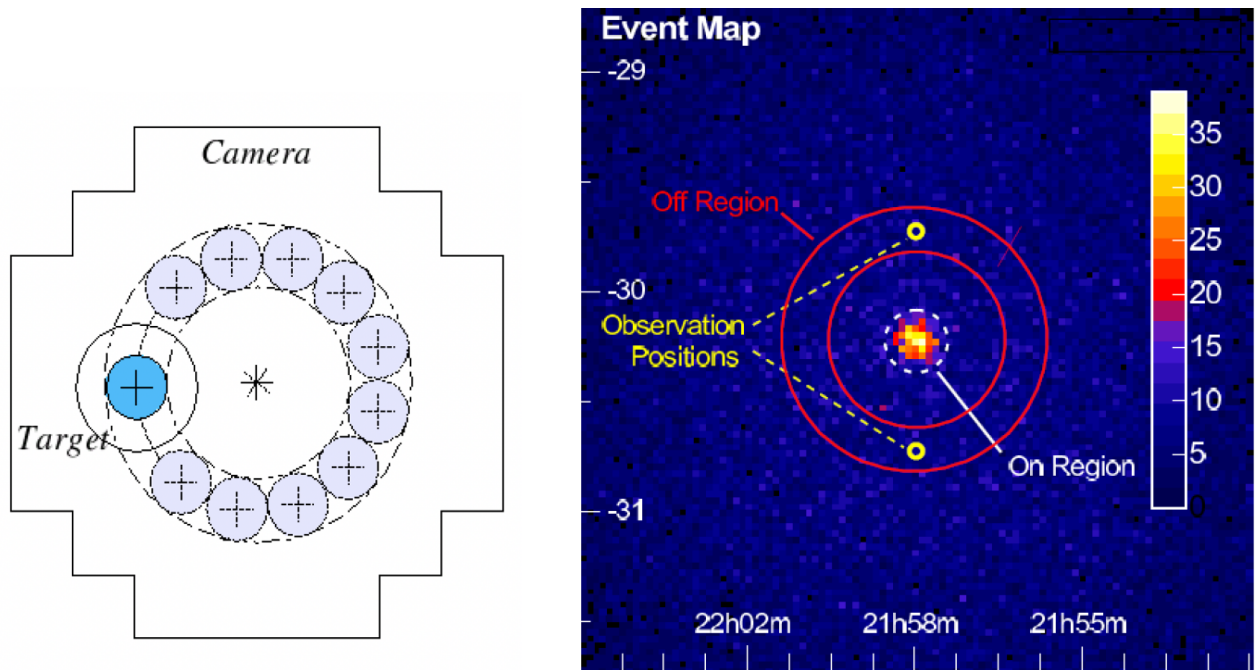 Camera
Target
Event Map
-29
-30
-31
Off Region
Observation
Positions
On Region
35
30
25
20
15
10
5
0
22h02m
21h58m
21h55m